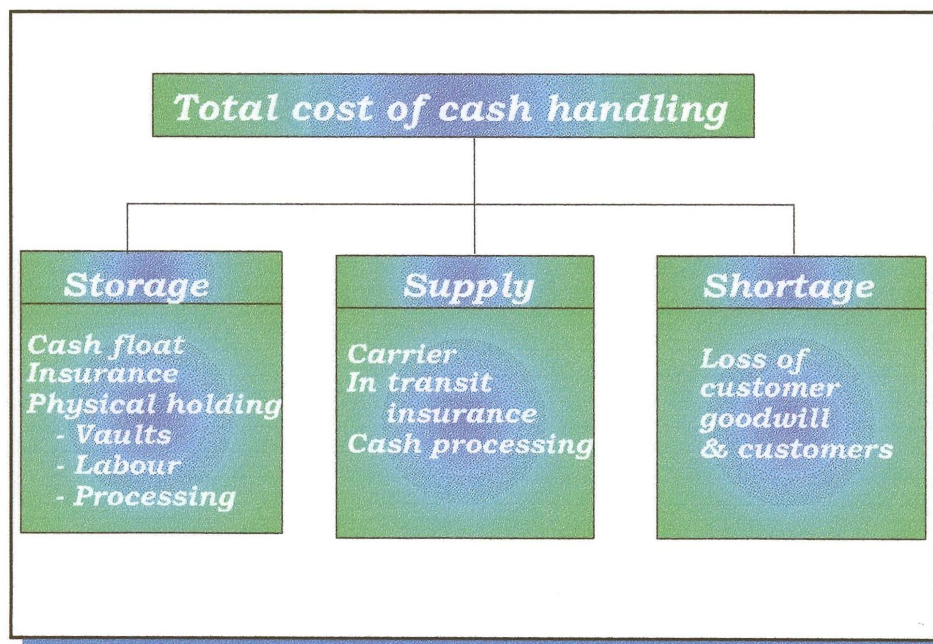 Total cost of cash handling
Storage
Cash float
Insurance
Physical holding
- Vaults
- Labour
- Processing
Supply
Carrier
In transit
insurance
Cash processing
Shortage
Loss of
customer
goodwill
& customers